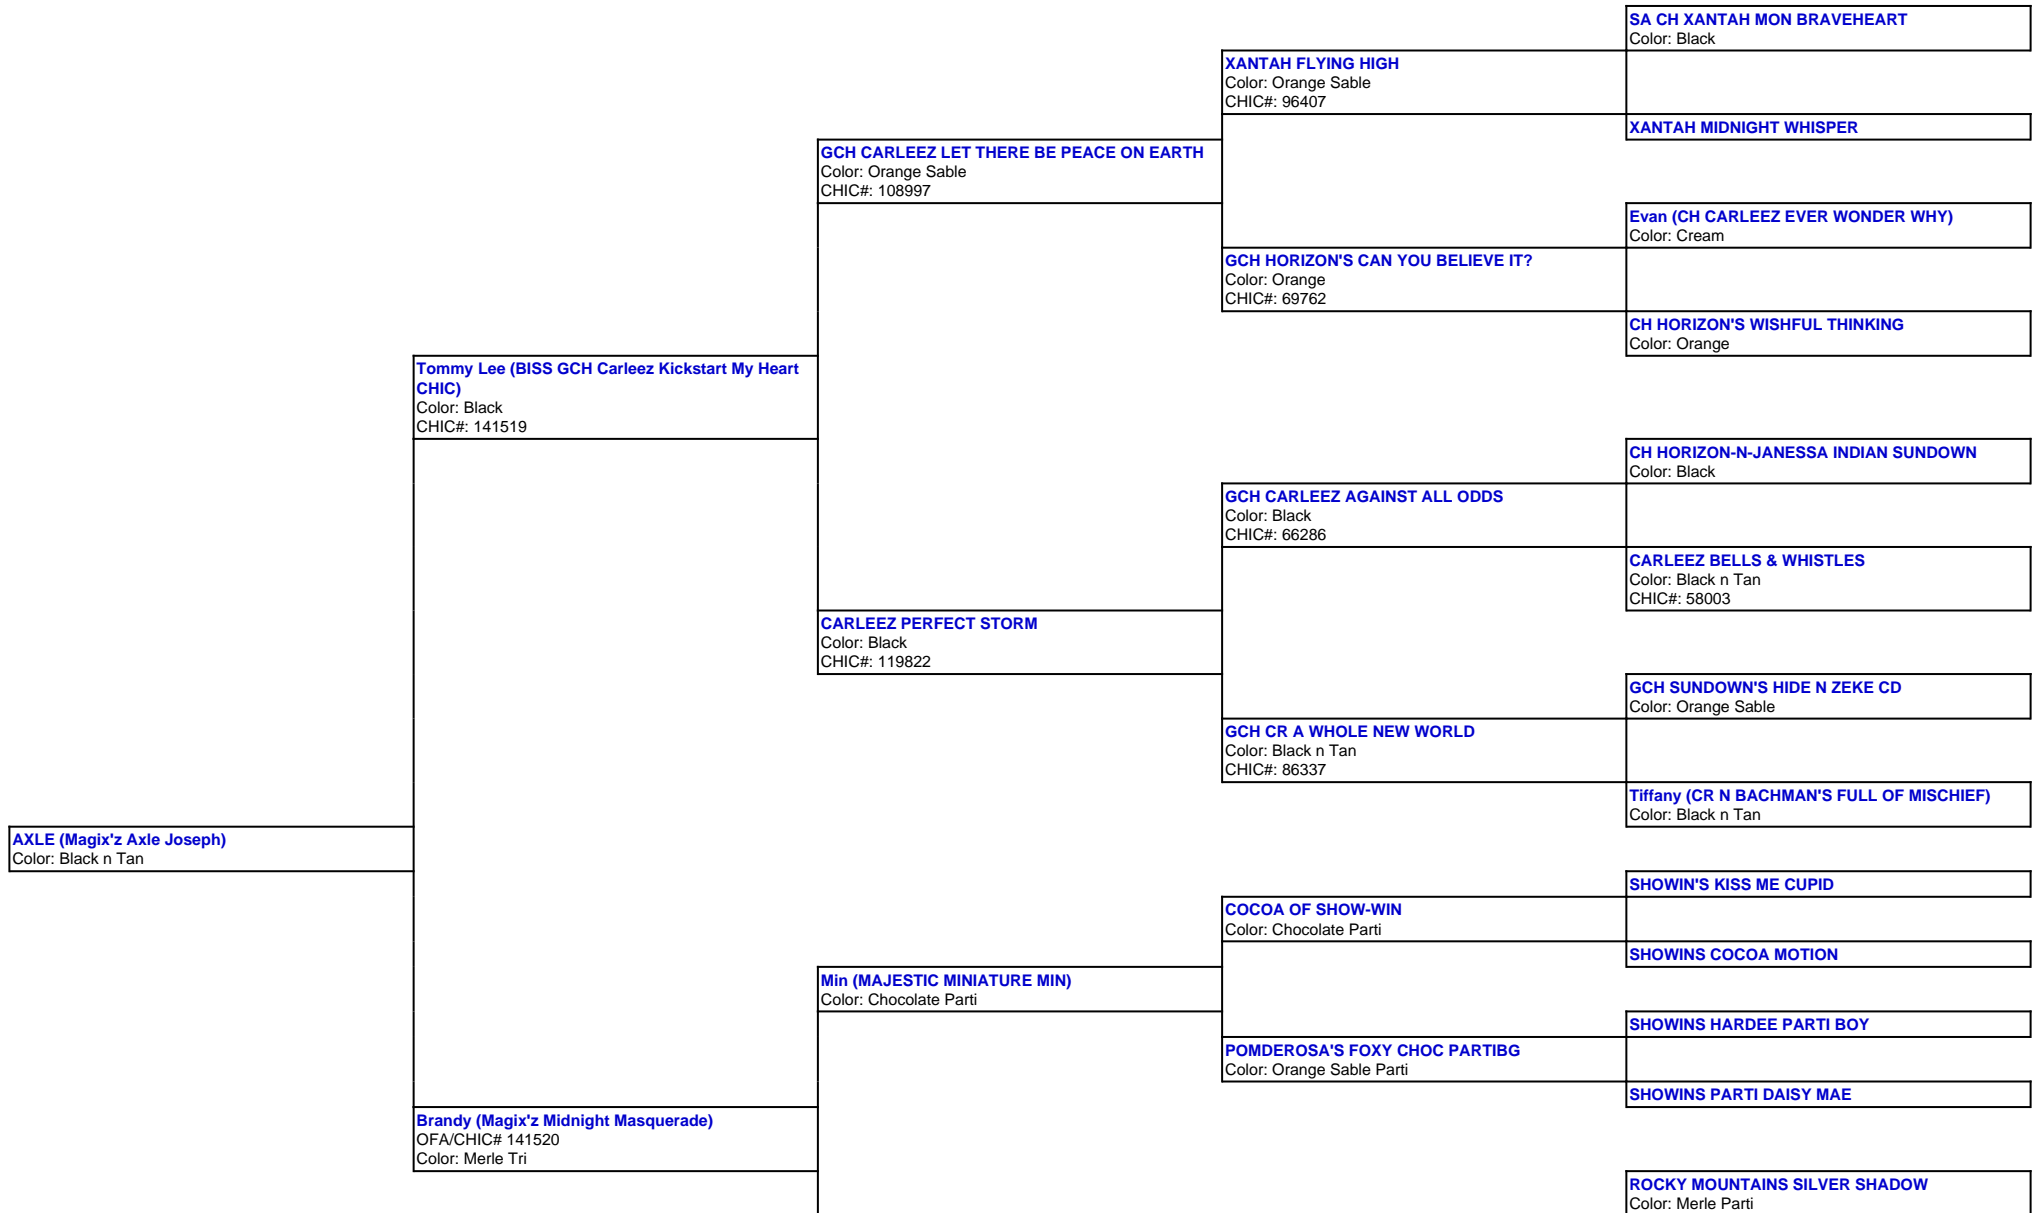 SA CH XANTAH MON BRAVEHEART
Color: Black
XANTAH FLYING HIGH
Color: Orange Sable
CHIC#: 96407
XANTAH MIDNIGHT WHISPER
GCH CARLEEZ LET THERE BE PEACE ON EARTH
Color: Orange Sable
CHIC#: 108997
Evan (CH CARLEEZ EVER WONDER WHY)
Color: Cream
GCH HORIZON'S CAN YOU BELIEVE IT?
Color: Orange
CHIC#: 69762
CH HORIZON'S WISHFUL THINKING
Color: Orange
Tommy Lee (BISS GCH Carleez Kickstart My Heart
CHIC)
Color: Black
CHIC#: 141519
CH HORIZON-N-JANESSA INDIAN SUNDOWN
Color: Black
GCH CARLEEZ AGAINST ALL ODDS
Color: Black
CHIC#: 66286
CARLEEZ BELLS & WHISTLES
Color: Black n Tan
CHIC#: 58003
CARLEEZ PERFECT STORM
Color: Black
CHIC#: 119822
GCH SUNDOWN'S HIDE N ZEKE CD
Color: Orange Sable
GCH CR A WHOLE NEW WORLD
Color: Black n Tan
CHIC#: 86337
Tiffany (CR N BACHMAN'S FULL OF MISCHIEF)
Color: Black n Tan
AXLE (Magix'z Axle Joseph)
Color: Black n Tan
SHOWIN'S KISS ME CUPID
COCOA OF SHOW-WIN
Color: Chocolate Parti
SHOWINS COCOA MOTION
Min (MAJESTIC MINIATURE MIN)
Color: Chocolate Parti
SHOWINS HARDEE PARTI BOY
POMDEROSA'S FOXY CHOC PARTIBG
Color: Orange Sable Parti
SHOWINS PARTI DAISY MAE
Brandy (Magix'z Midnight Masquerade)
OFA/CHIC# 141520
Color: Merle Tri
ROCKY MOUNTAINS SILVER SHADOW
Color: Merle Parti